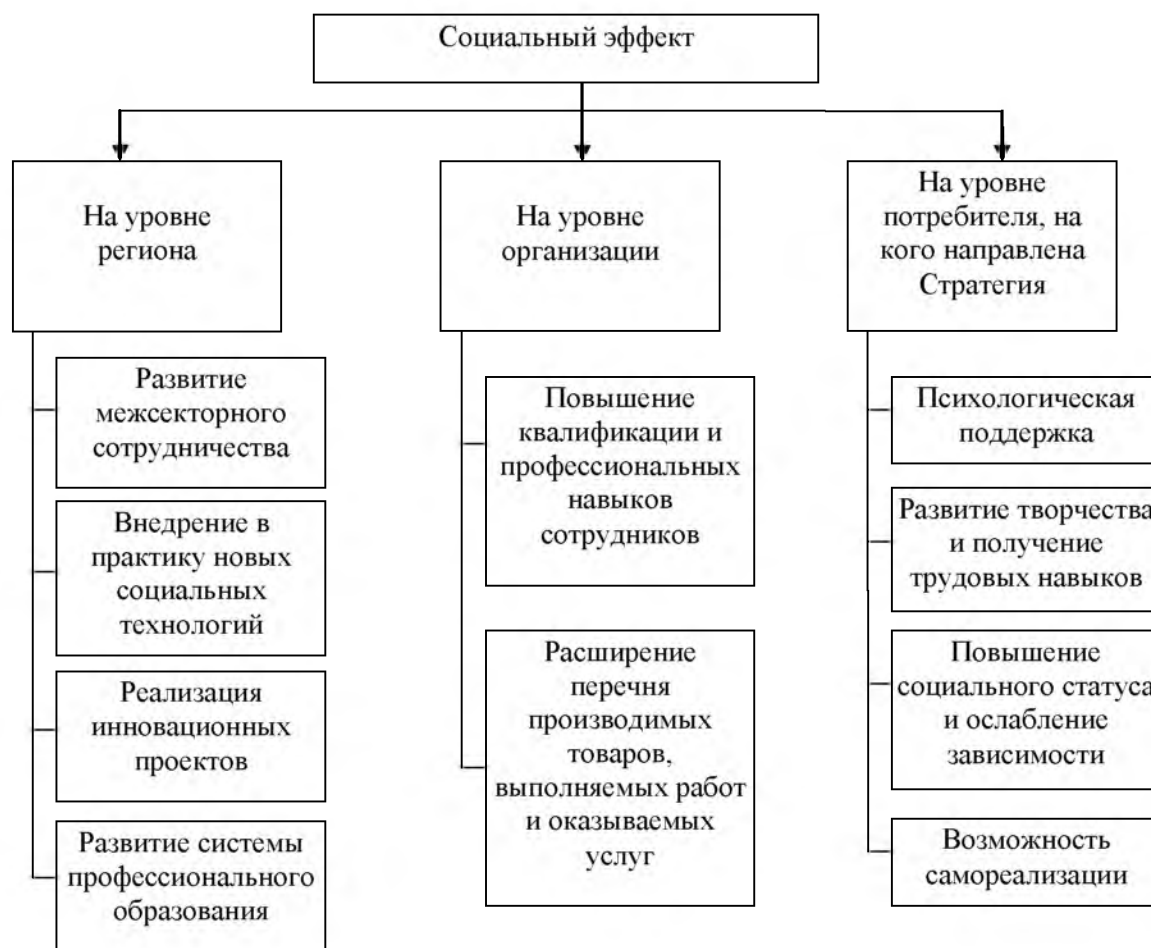 Социальный эффект
На уровне
региона
Развитие
межсекторного
сотрудничества
Внедрение в
практику новых
социальных
технологий
Реализация
инновационных
проектов
Развитие системы
профессионального
образования
На уровне
организации
Повышение
квалификации и
профессиональных
навыков
сотрудников
Расширение
перечня
производимых
товаров,
выполняемых работ
и оказываемых
услуг
На уровне
потребителя, на
кого направлена
Стратегия
Психологическая
поддержка
Развитие творчества
и получение
трудовых навыков
Повышение
социального статуса
и ослабление
зависимости
Возможность
самореализации